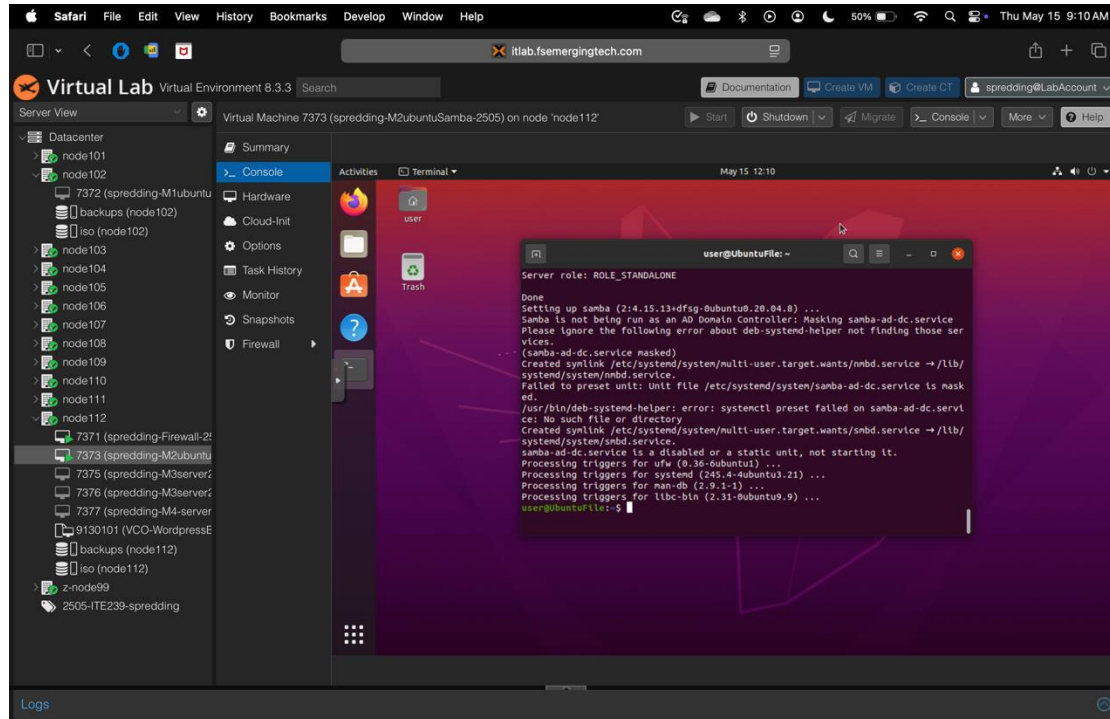 Safari File Edit View History Bookmarks Develop Window Help 50% Thu May 15 9:10 AM
itlab.fsemergingtech.com
Virtual Lab Virtual Environment 8.3.3 Search Documentation Create VM Create CT spredding@LabAccount
Server View Virtual Machine 7373 (spredding-M2ubuntuSamba-2505) on node 'node112' Start Shutdown Migrate Console More Help
Datacenter
node101
node102
7372 (spredding-M1ubuntu
backups (node102)
iso (node102)
node103
node104
node105
node106
node107
node108
node109
node110
node111
node112
7371 (spredding-Firewall-25
7373 (spredding-M2ubuntu
7375 (spredding-M3server2
7376 (spredding-M3server2
7377 (spredding-M4-server
9130101 (VCO-WordpressE
backups (node112)
iso (node112)
z-node99
2505-ITE239-spredding
Summary
Console
Hardware
Cloud-Init
Options
Task History
Monitor
Snapshots
Firewall
Activities Terminal May 15 12:10
user
Trash
user@UbuntuFile: ~
Server role: ROLE_STANDALONE
Done
Setting up samba (2:4.15.13+dfsg-0ubuntu0.20.04.8) ...
Samba is not being run as an AD Domain Controller: Masking samba-ad-dc.service
Please ignore the following error about deb-systemd-helper not finding those ser
vices.
(samba-ad-dc.service masked)
Created symlink /etc/systemd/system/multi-user.target.wants/nmbd.service → /lib/
systemd/system/nmbd.service.
Failed to preset unit: Unit file /etc/systemd/system/samba-ad-dc.service is mask
ed.
/usr/bin/deb-systemd-helper: error: systemctl preset failed on samba-ad-dc.servi
ce: No such file or directory
Created symlink /etc/systemd/system/multi-user.target.wants/smbd.service → /lib/
systemd/system/smbd.service.
samba-ad-dc.service is a disabled or a static unit, not starting it.
Processing triggers for ufw (0.36-6ubuntu1) ...
Processing triggers for systemd (245.4-4ubuntu3.21) ...
Processing triggers for man-db (2.9.1-1) ...
Processing triggers for libc-bin (2.31-0ubuntu9.9) ...
user@UbuntuFile:~$
Logs